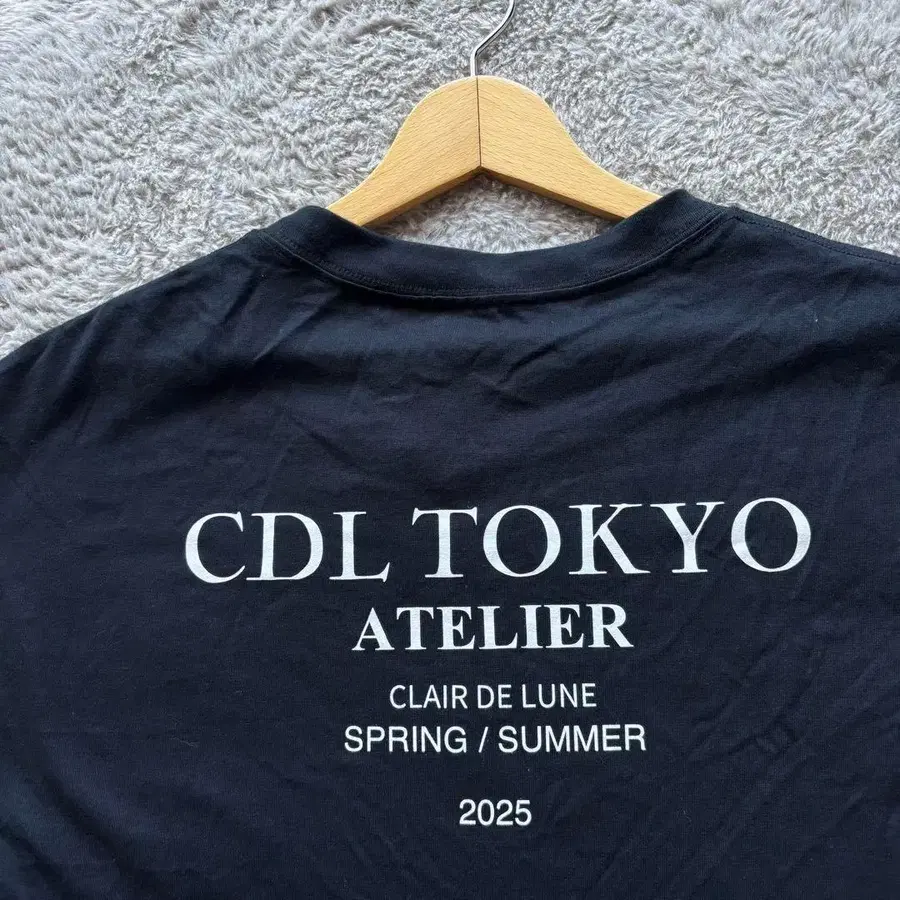 CDL TOKYO
ATELIER
CLAIR DE LUNE
SPRING / SUMMER
2025